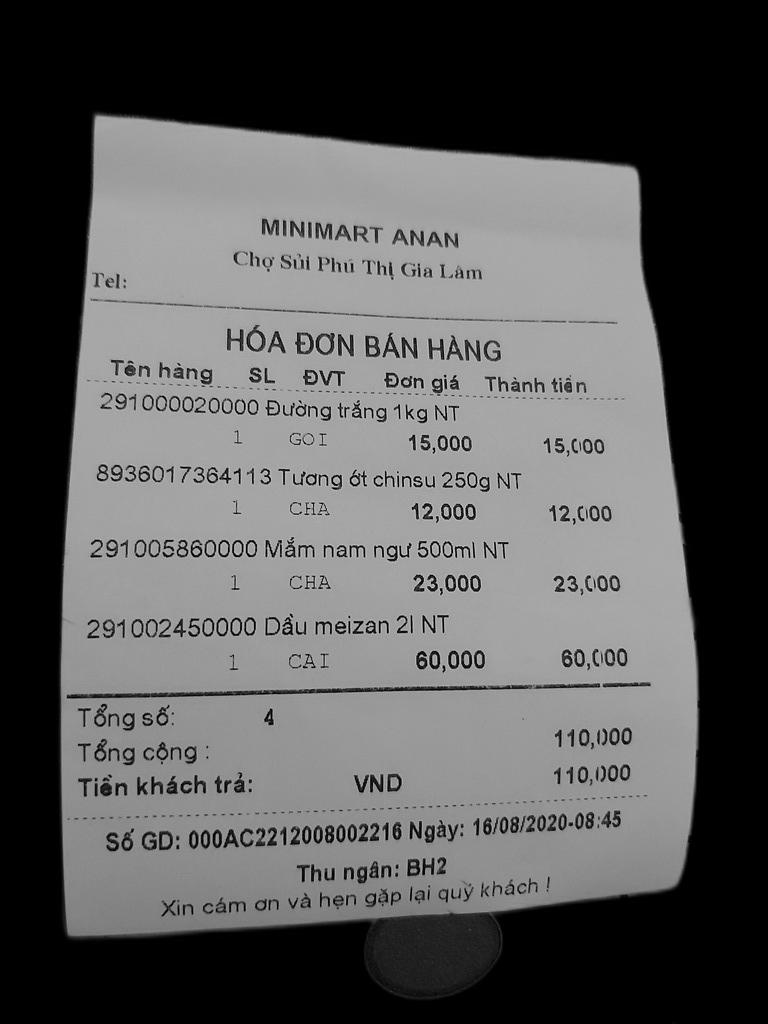 MINIMART ANAN
Chợ Sủi Phú Thị Gia Lâm
Tel:
HÓA ĐƠN BÁN HÀNG
Tên hàng SL ĐVT Đơn giá Thành tiền
291000020000 Đường trắng 1kg NT
1 GOI 15,000 15,000
8936017364113 Tương ớt chinsu 250g NT
1 CHA 12,000 12,000
291005860000 Mắm nam ngư 500ml NT
1 CHA 23,000 23,000
291002450000 Dầu meizan 2l NT
1 CAI 60,000 60,000
Tổng số: 4
Tổng cộng : 110,000
Tiền khách trả: VND 110,000
Số GD: 000AC2212008002216 Ngày: 16/08/2020-08:45
Thu ngân: BH2
Xin cám ơn và hẹn gặp lại quý khách !